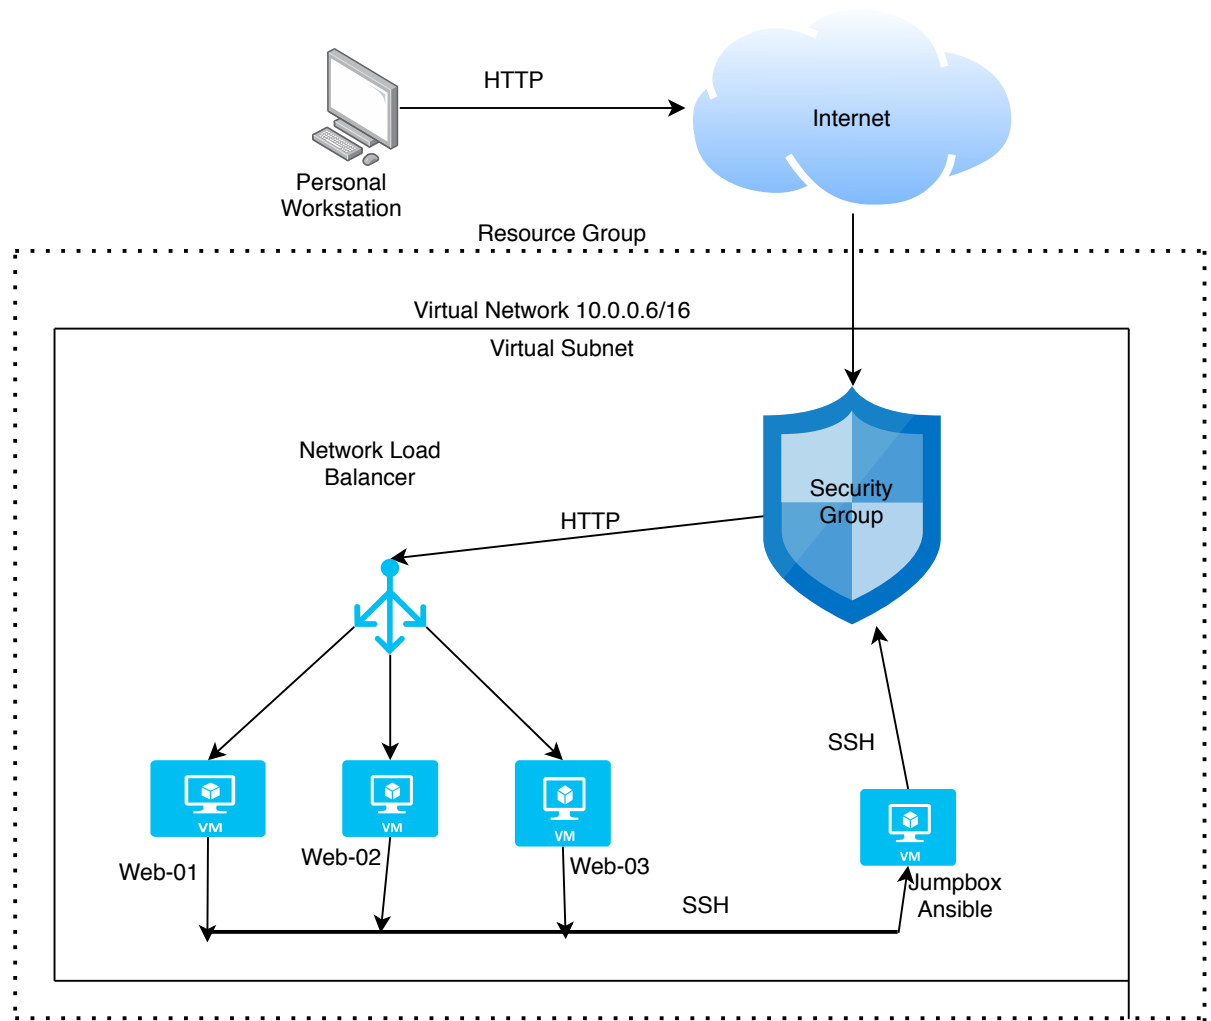 HTTP
Internet
Personal
Workstation
Resource Group
Virtual Network 10.0.0.6/16
Virtual Subnet
Network Load
Balancer
Security
Group
HTTP
SSH
VM
VM
VM
VM
Web-01
Web-02
Web-03
Jumpbox
Ansible
SSH